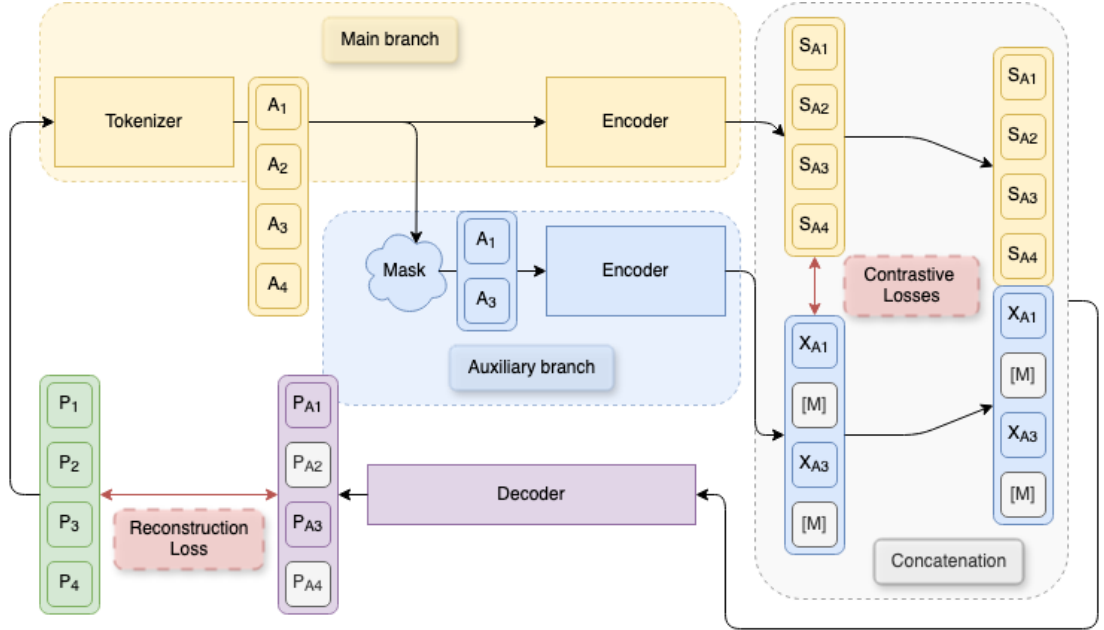 Main branch
Tokenizer
A1
A2
A3
A4
Encoder
SA1
SA2
SA3
SA4
SA1
SA2
SA3
SA4
Mask
A1
A3
Encoder
Auxiliary branch
Contrastive
Losses
XA1
[M]
XA3
[M]
XA1
[M]
XA3
[M]
Concatenation
P1
P2
P3
P4
Reconstruction
Loss
PA1
PA2
PA3
PA4
Decoder